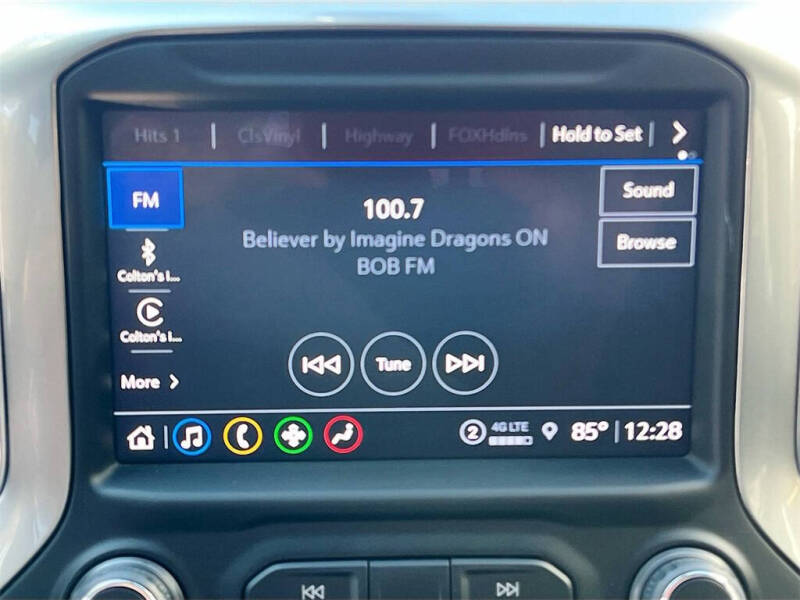 Hits 1 | ClsVinyl | Highway | FOXHdlns | Hold to Set |
FM
100.7
Sound
Believer by Imagine Dragons ON
BOB FM
Browse
Colton's I...
Colton's I...
Tune
More
2 4G LTE 85° | 12:28